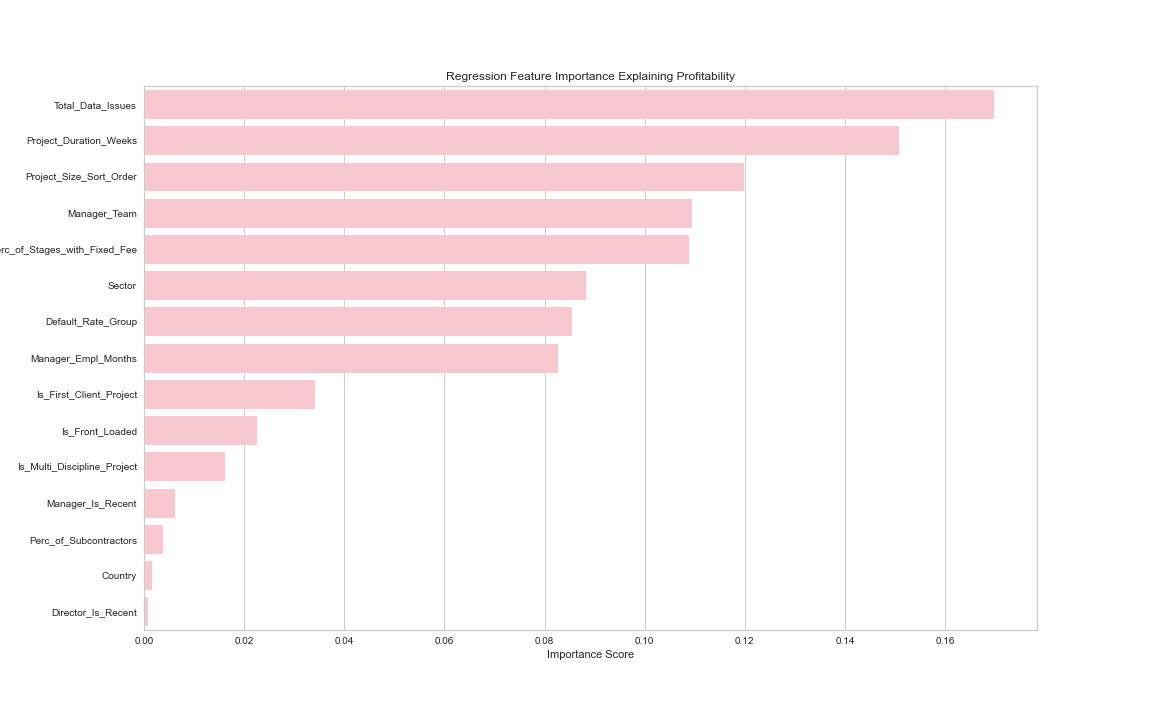 Regression Feature Importance Explaining Profitability
Total_Data_Issues
Project_Duration_Weeks
Project_Size_Sort_Order
Manager_Team
erc_of_Stages_with_Fixed_Fee
Sector
Default_Rate_Group
Manager_Empl_Months
Is_First_Client_Project
Is_Front_Loaded
Is_Multi_Discipline_Project
Manager_Is_Recent
Perc_of_Subcontractors
Country
Director_Is_Recent
0.00 0.02 0.04 0.06 0.08 0.10 0.12 0.14 0.16
Importance Score